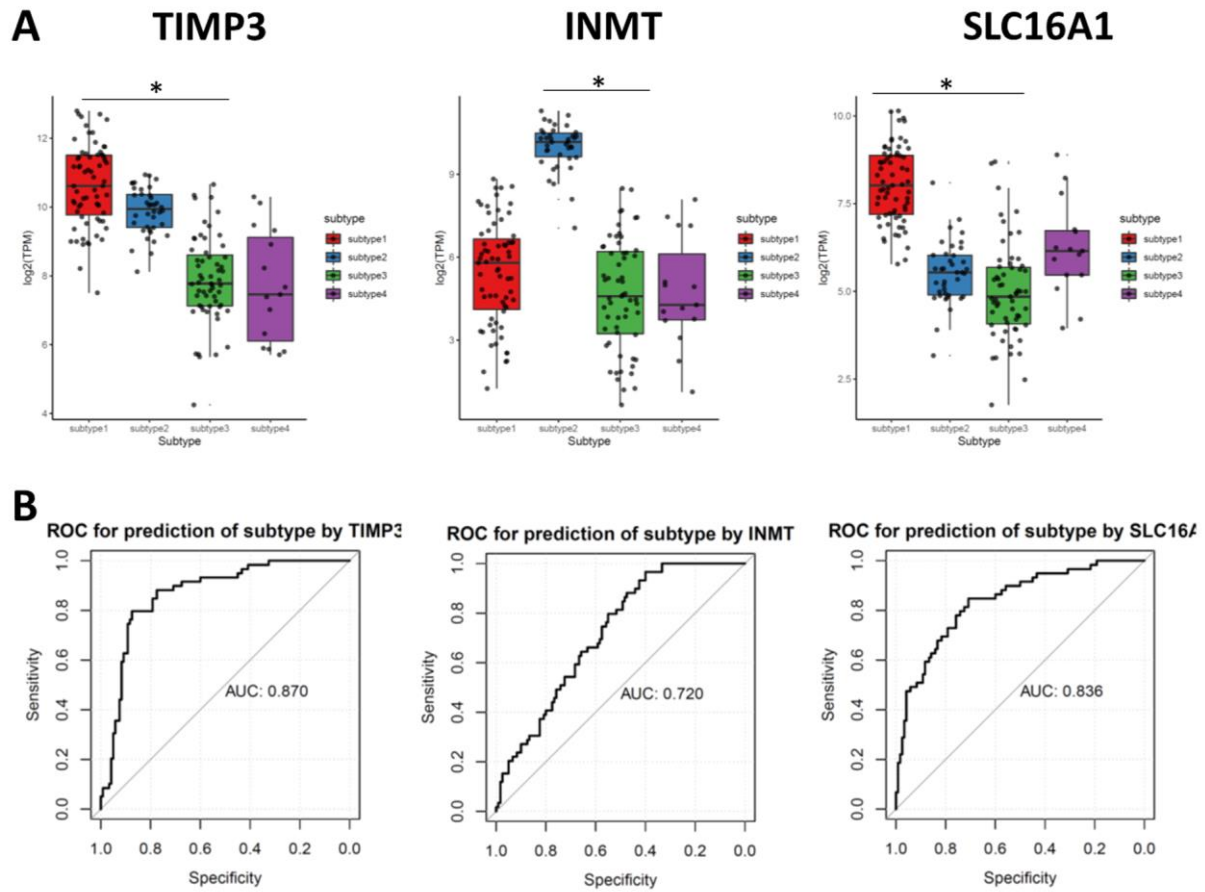 A
TIMP3
INMT
SLC16A1
*
*
*
log2(TPM)
12
10
8
6
4
subtype1
subtype2
subtype3
subtype4
Subtype
subtype
subtype1
subtype2
subtype3
subtype4
log2(TPM)
9
6
3
subtype1
subtype2
subtype3
subtype4
Subtype
subtype
subtype1
subtype2
subtype3
subtype4
log2(TPM)
10.0
7.5
5.0
2.5
subtype1
subtype2
subtype3
subtype4
Subtype
subtype
subtype1
subtype2
subtype3
subtype4
B
ROC for prediction of subtype by TIMP3
Sensitivity
1.0
0.8
0.6
0.4
0.2
0.0
AUC: 0.870
1.0 0.8 0.6 0.4 0.2 0.0
Specificity
ROC for prediction of subtype by INMT
Sensitivity
1.0
0.8
0.6
0.4
0.2
0.0
AUC: 0.720
1.0 0.8 0.6 0.4 0.2 0.0
Specificity
ROC for prediction of subtype by SLC16A
Sensitivity
1.0
0.8
0.6
0.4
0.2
0.0
AUC: 0.836
1.0 0.8 0.6 0.4 0.2 0.0
Specificity